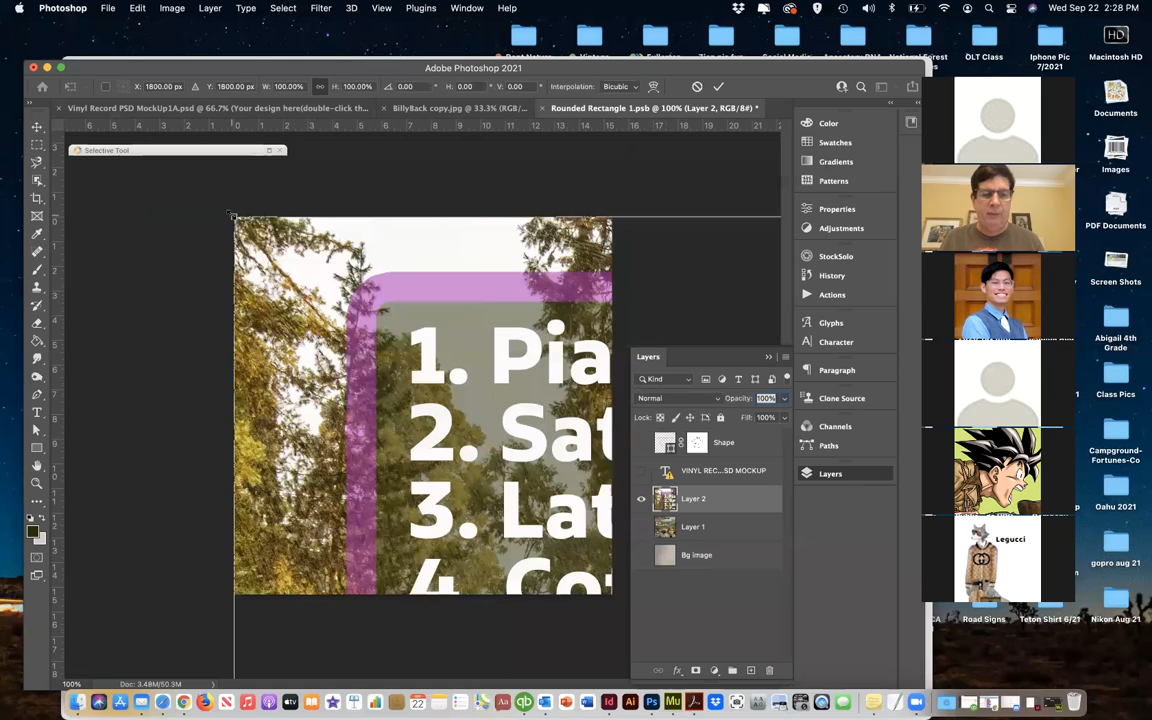 Photoshop File Edit Image Layer Type Select Filter 3D View Plugins Window Help
Wed Sep 22 2:28 PM
Adobe Photoshop 2021
X: 1800.00 px Y: 1800.00 px W: 100.00% H: 100.00% 0.00 H: 0.00 V: 0.00 Interpolation: Bicubic
Vinyl Record PSD MockUp1A.psd @ 66.7% (Your design here(double-click th...
BillyBack copy.jpg @ 33.3% (RGB/...
Rounded Rectangle 1.psb @ 100% (Layer 2, RGB/8#) *
Selective Tool
1. Pia
2. Sat
3. Lat
4. Cof
Color
Swatches
Gradients
Patterns
Properties
Adjustments
StockSolo
History
Actions
Glyphs
Character
Paragraph
Clone Source
Channels
Paths
Layers
Layers
Kind
Normal Opacity: 100%
Lock: Fill: 100%
Shape
VINYL REC...SD MOCKUP
Layer 2
Layer 1
Bg image
100% Doc: 3.48M/50.3M
OLT Class
Iphone Pic
7/2021
Macintosh HD
Documents
Images
PDF Documents
Screen Shots
Abigail 4th
Grade
Class Pics
Campground-
Fortunes-Co
Oahu 2021
gopro aug 21
Road Signs
Teton Shirt 6/21
Nikon Aug 21
Legucci